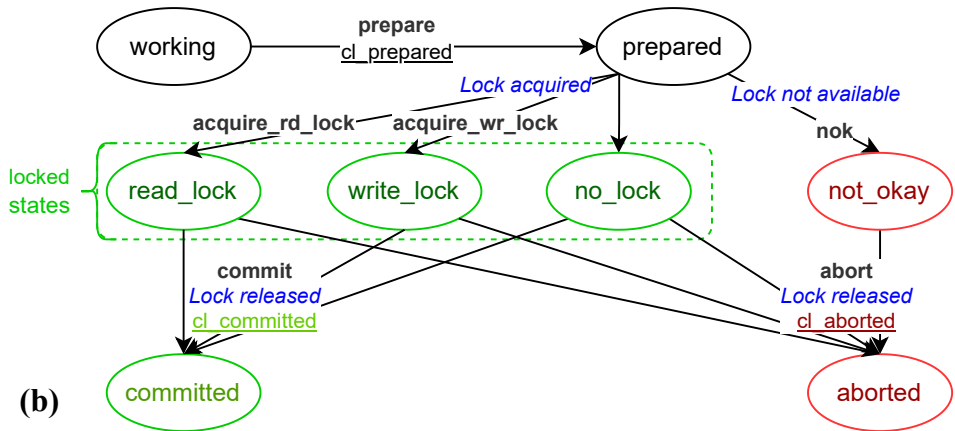 working
prepare
cl_prepared
prepared
Lock acquired
Lock not available
acquire_rd_lock
acquire_wr_lock
nok
locked
states
read_lock
write_lock
no_lock
not_okay
commit
Lock released
cl_committed
abort
Lock released
cl_aborted
(b)
committed
aborted